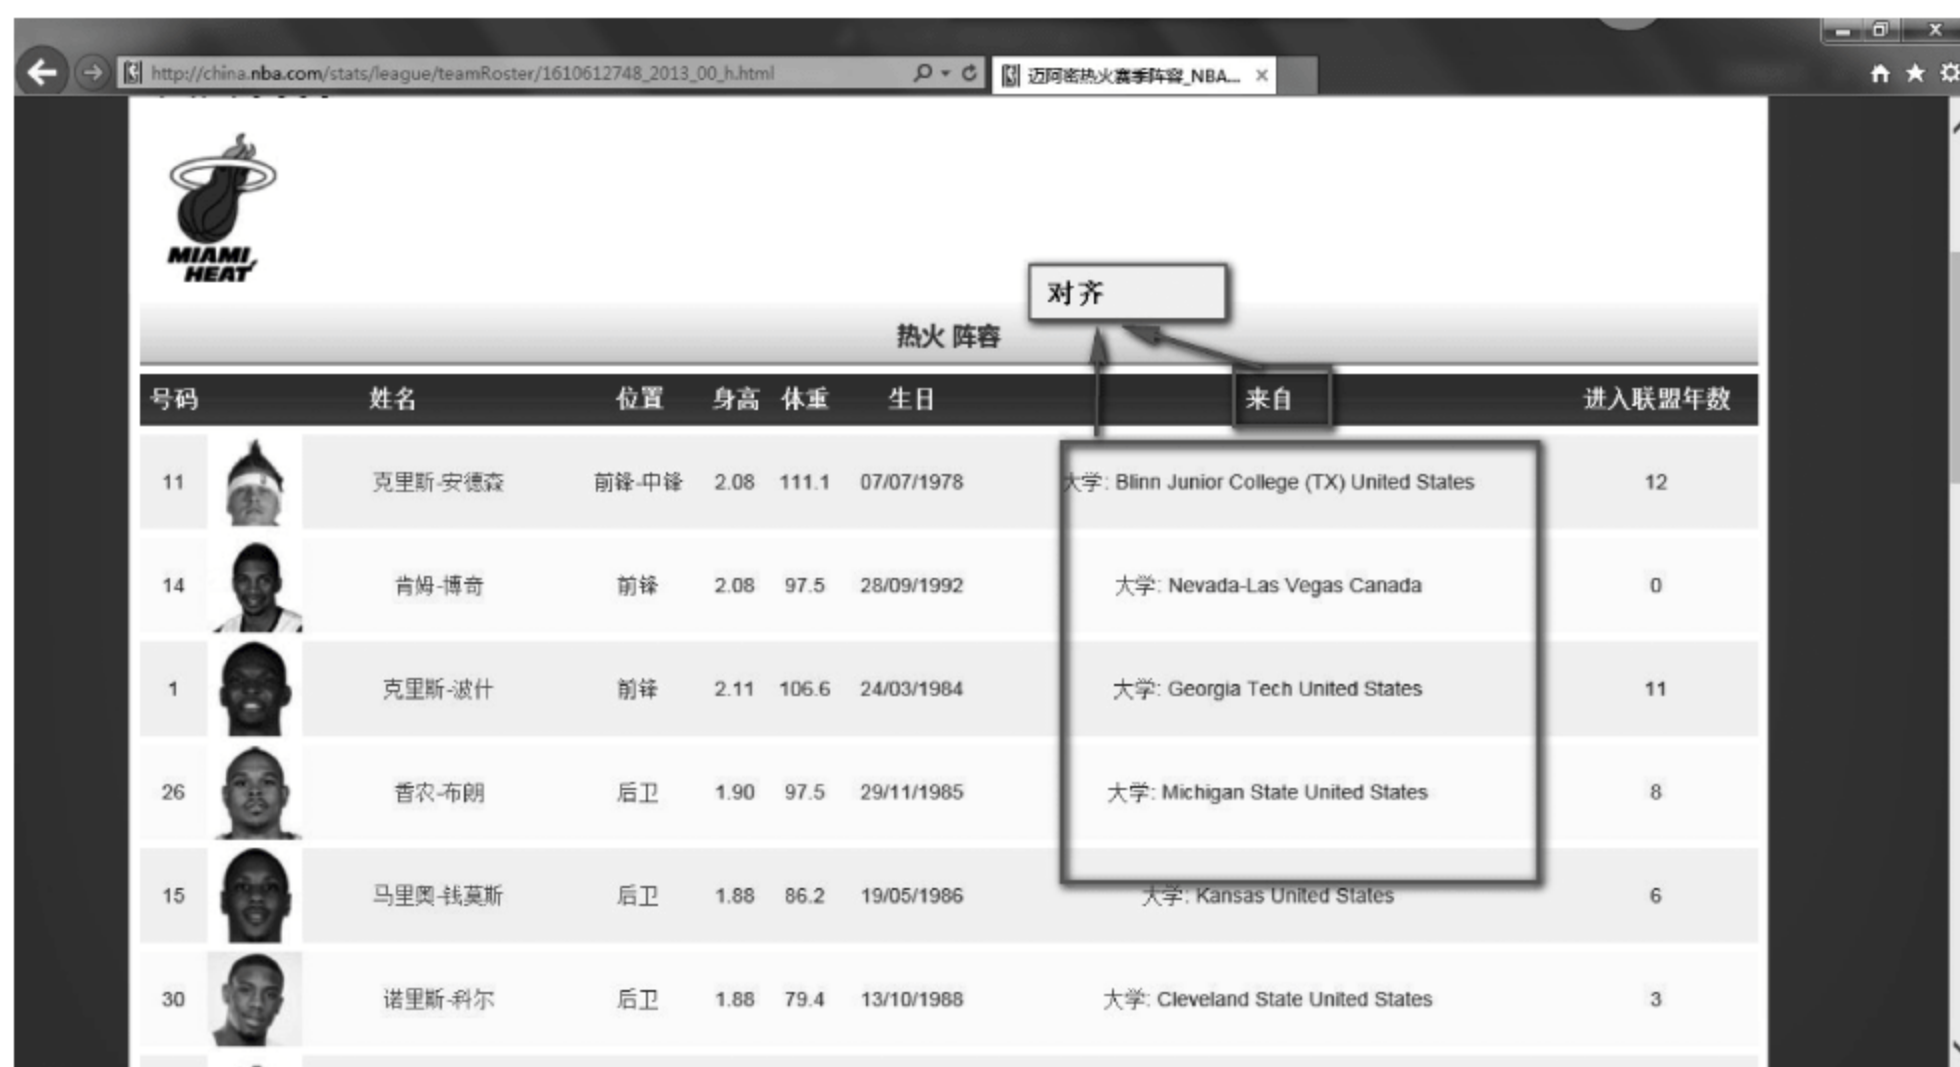 http://china.nba.com/stats/league/teamRoster/1610612748_2013_00_h.html
迈阿密热火赛季阵容_NBA...
MIAMI
HEAT
对齐
热火 阵容
号码 姓名 位置 身高 体重 生日 来自 进入联盟年数
11 克里斯-安德森 前锋-中锋 2.08 111.1 07/07/1978 大学: Blinn Junior College (TX) United States 12
14 肯姆-博奇 前锋 2.08 97.5 28/09/1992 大学: Nevada-Las Vegas Canada 0
1 克里斯-波什 前锋 2.11 106.6 24/03/1984 大学: Georgia Tech United States 11
26 香农-布朗 后卫 1.90 97.5 29/11/1985 大学: Michigan State United States 8
15 马里奥-钱莫斯 后卫 1.88 86.2 19/05/1986 大学: Kansas United States 6
30 诺里斯-科尔 后卫 1.88 79.4 13/10/1988 大学: Cleveland State United States 3